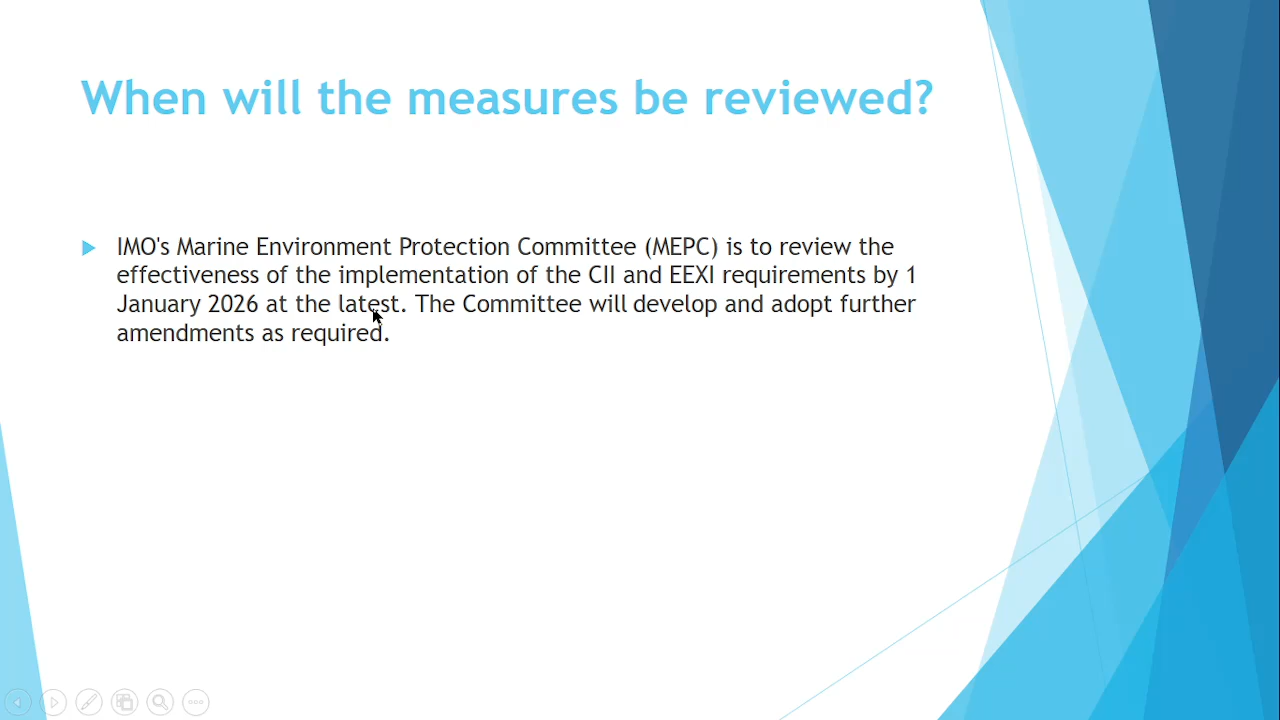 When will the measures be reviewed?
IMO's Marine Environment Protection Committee (MEPC) is to review the
effectiveness of the implementation of the CII and EEXI requirements by 1
January 2026 at the latest. The Committee will develop and adopt further
amendments as required.